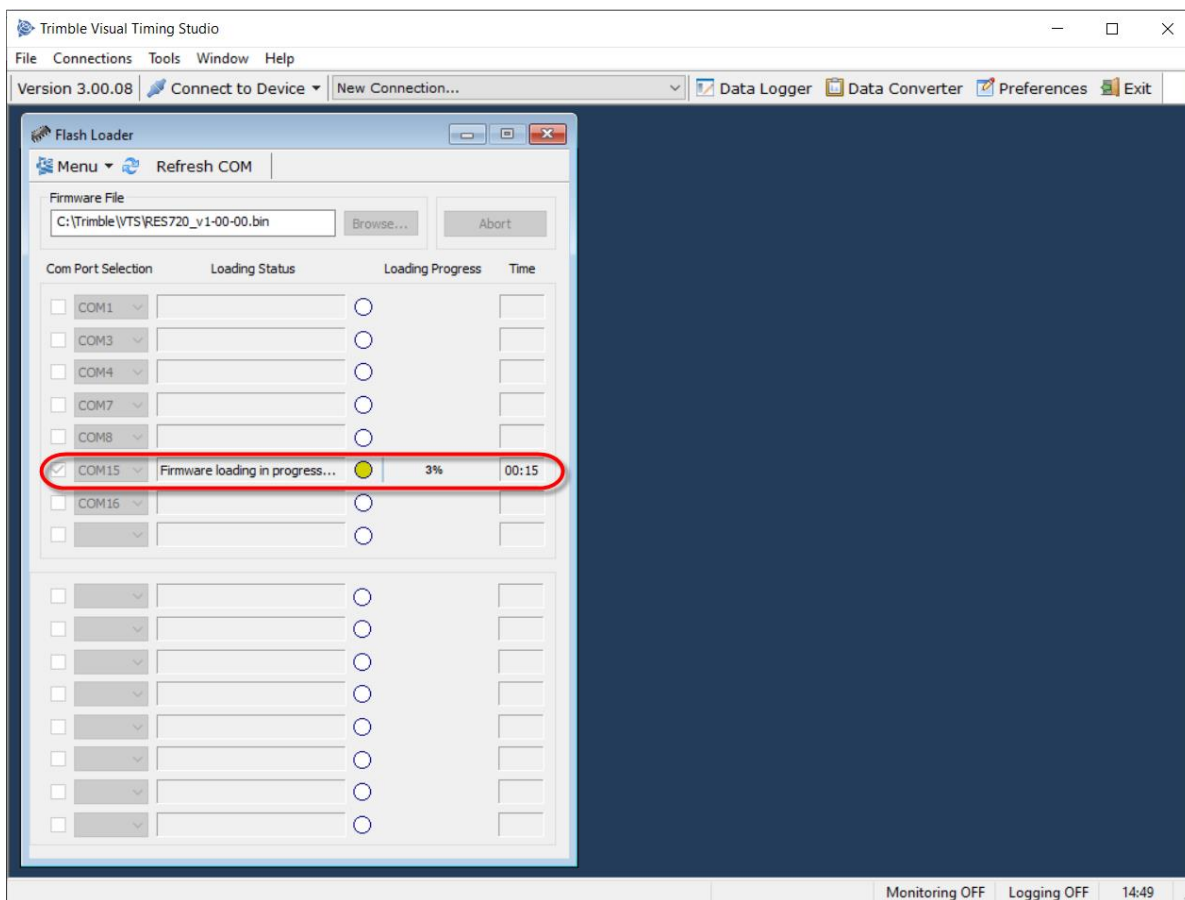 Trimble Visual Timing Studio
File Connections Tools Window Help
Version 3.00.08 Connect to Device New Connection... Data Logger Data Converter Preferences Exit
Flash Loader
Menu Refresh COM
Firmware File
C:\Trimble\VTS\RES720_v1-00-00.bin Browse... Abort
Com Port Selection Loading Status Loading Progress Time
COM1
COM3
COM4
COM7
COM8
COM15 Firmware loading in progress... 3% 00:15
COM16
Monitoring OFF Logging OFF 14:49